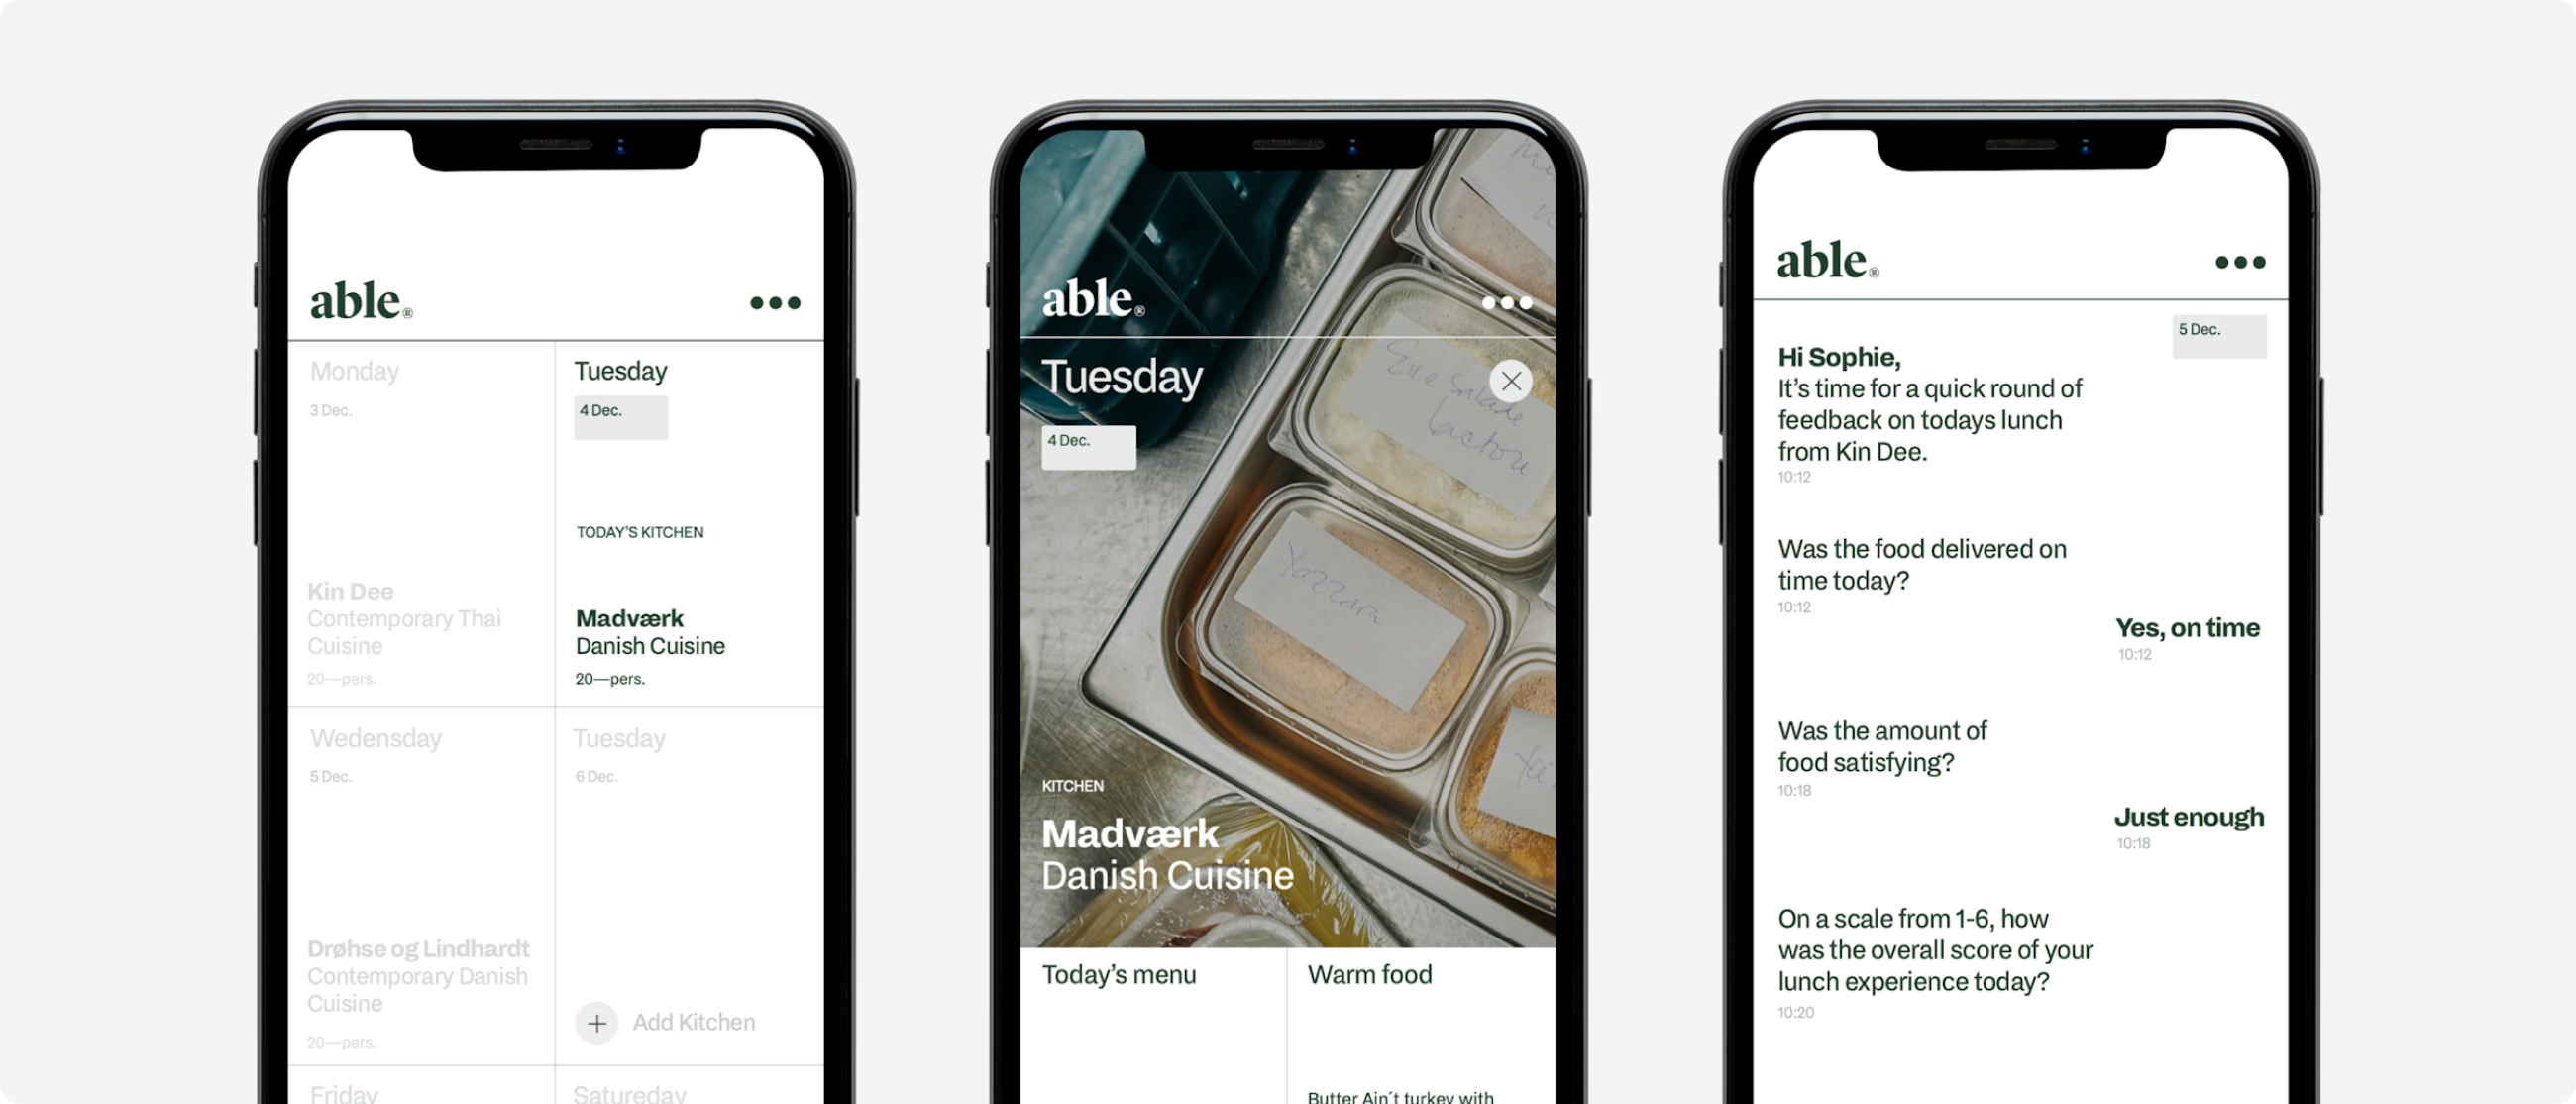 able®
Monday
3 Dec.
Tuesday
4 Dec.
TODAY'S KITCHEN
Kin Dee
Contemporary Thai
Cuisine
20—pers.
Madværk
Danish Cuisine
20—pers.
Wedensday
5 Dec.
Tuesday
6 Dec.
Drøhse og Lindhardt
Contemporary Danish
Cuisine
20—pers.
+ Add Kitchen
Friday
Satureday
able®
Tuesday
4 Dec.
Yazzara
KITCHEN
Madværk
Danish Cuisine
Today's menu
Warm food
Butter Ain´t turkey with
able®
5 Dec.
Hi Sophie,
It's time for a quick round of
feedback on todays lunch
from Kin Dee.
10:12
Was the food delivered on
time today?
10:12
Yes, on time
10:12
Was the amount of
food satisfying?
10:18
Just enough
10:18
On a scale from 1-6, how
was the overall score of your
lunch experience today?
10:20